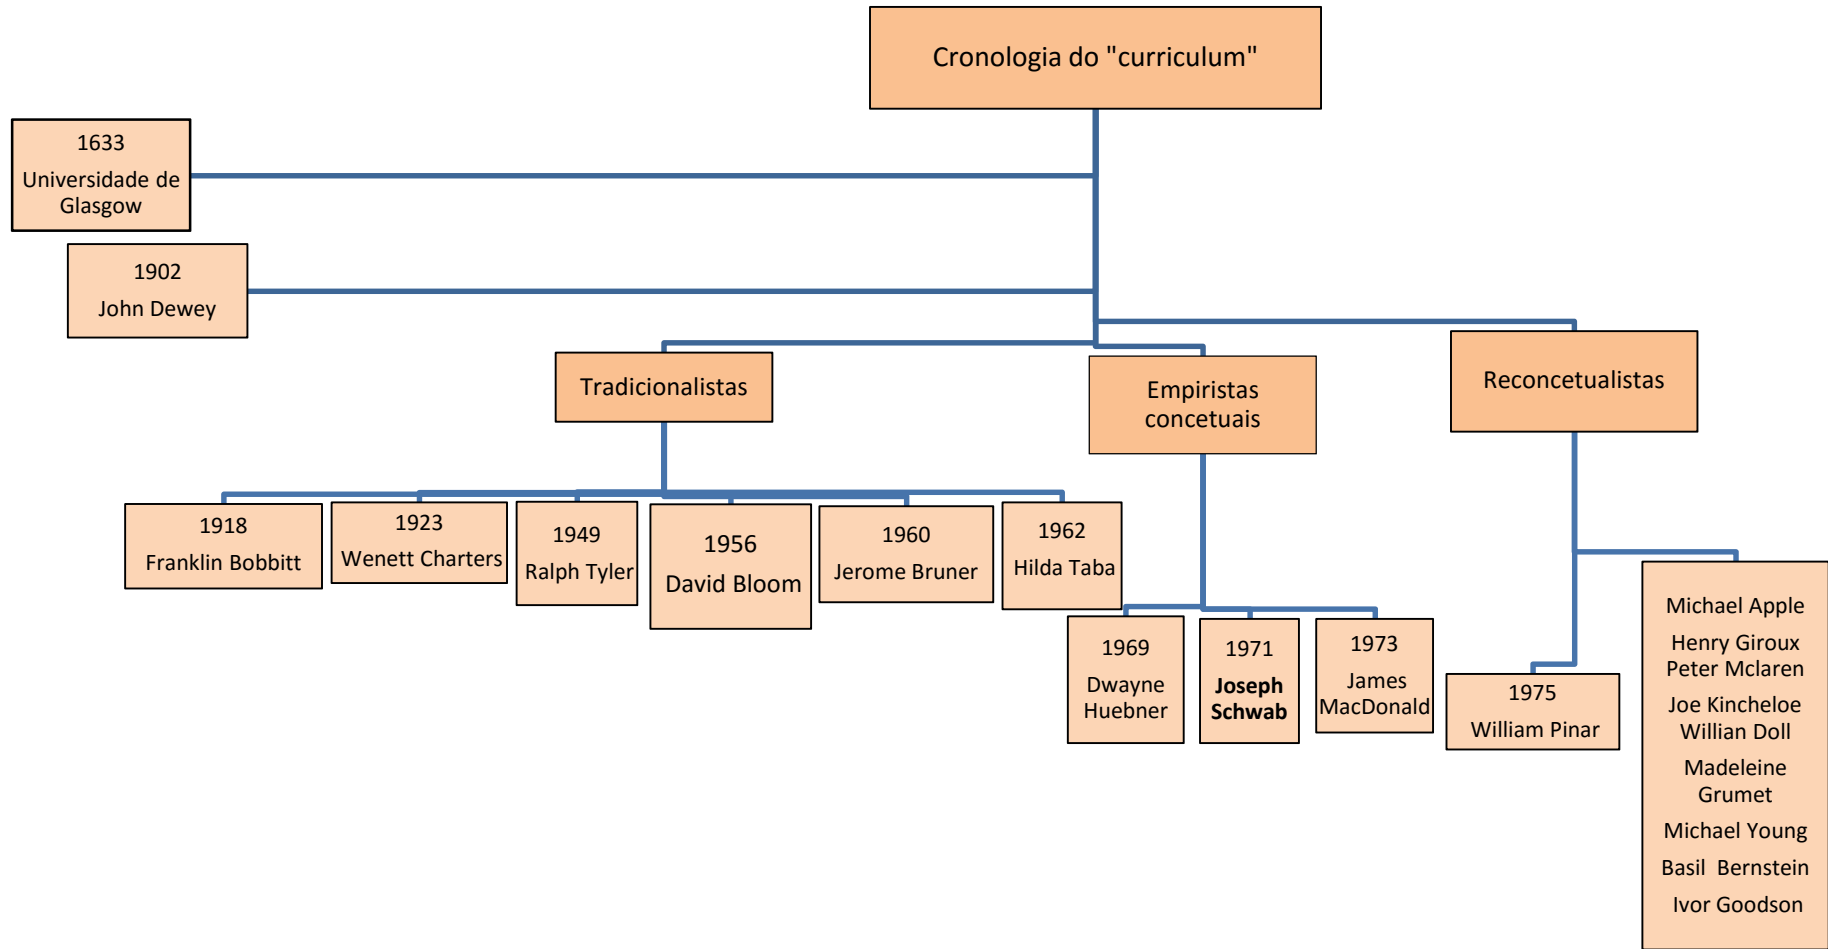 Cronologia do "curriculum"
1633
Universidade de
Glasgow
1902
John Dewey
Tradicionalistas
Empiristas
concetuais
Reconcetualistas
1918
Franklin Bobbitt
1923
Wenett Charters
1949
Ralph Tyler
1956
David Bloom
1960
Jerome Bruner
1962
Hilda Taba
1969
Dwayne
Huebner
1971
Joseph
Schwab
1973
James
MacDonald
1975
William Pinar
Michael Apple
Henry Giroux
Peter Mclaren
Joe Kincheloe
Willian Doll
Madeleine
Grumet
Michael Young
Basil  Bernstein
Ivor Goodson